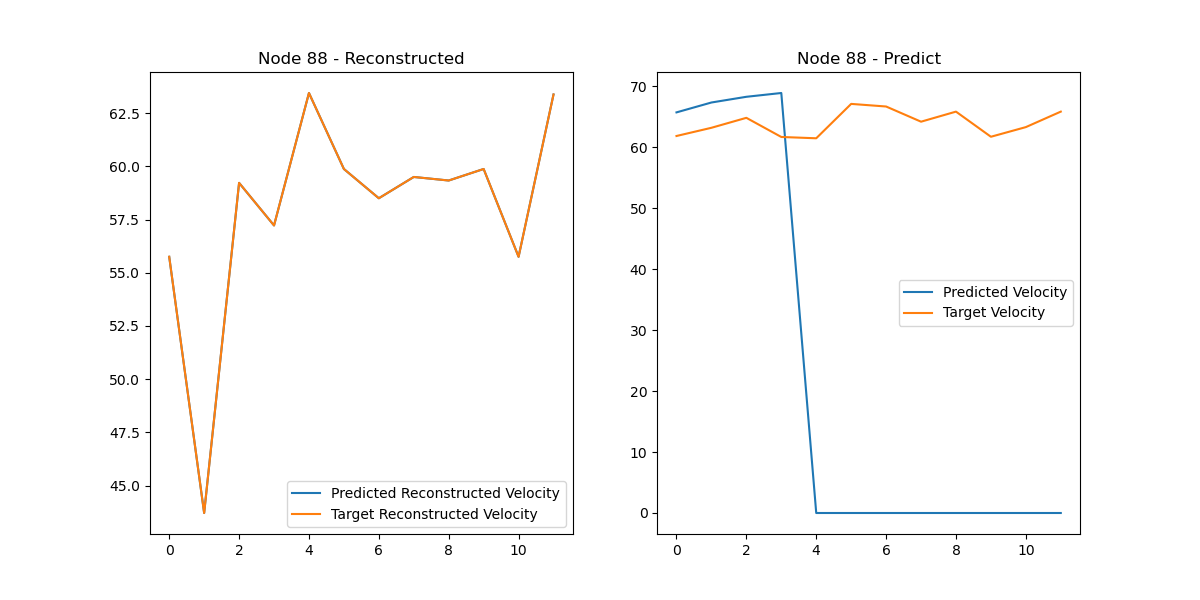 Node 88 - Reconstructed
62.5
60.0
57.5
55.0
52.5
50.0
47.5
45.0
0 2 4 6 8 10
Predicted Reconstructed Velocity
Target Reconstructed Velocity
Node 88 - Predict
70
60
50
40
30
20
10
0
0 2 4 6 8 10
Predicted Velocity
Target Velocity